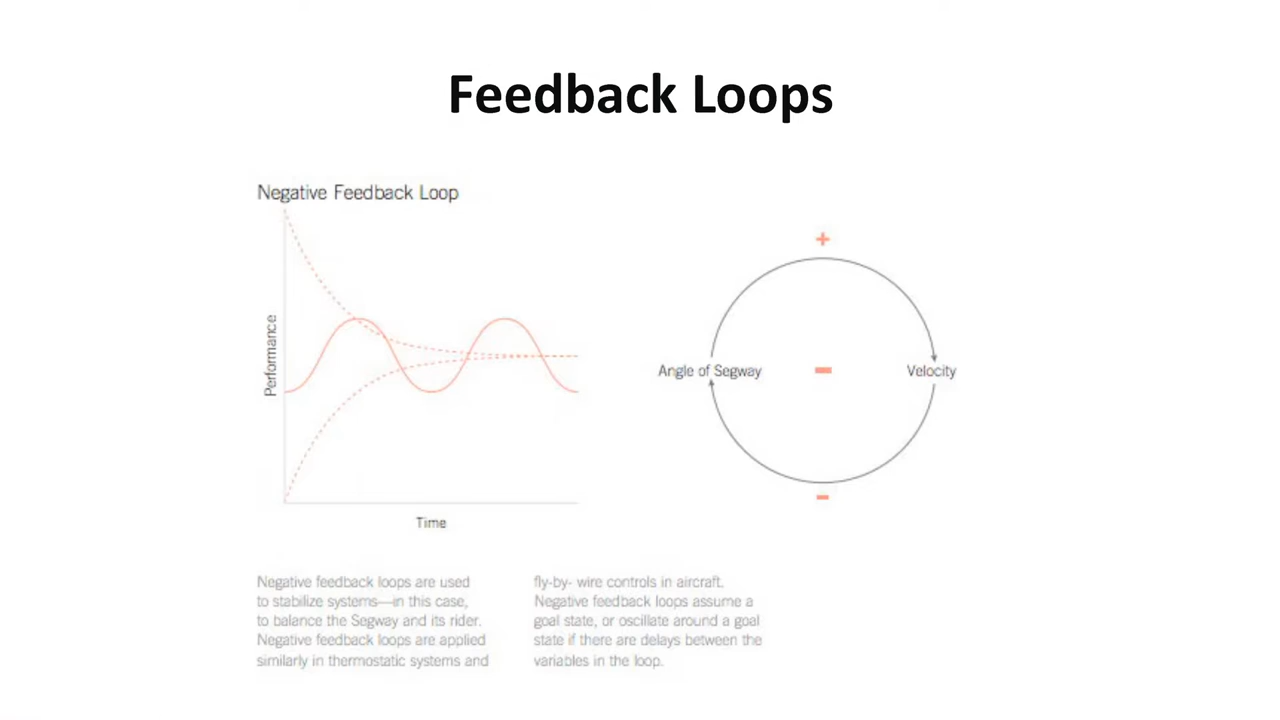 Feedback Loops
Negative Feedback Loop
Performance
Time
+
Angle of Segway
-
Velocity
-
Negative feedback loops are used
to stabilize systems—in this case,
to balance the Segway and its rider.
Negative feedback loops are applied
similarly in thermostatic systems and
fly-by- wire controls in aircraft.
Negative feedback loops assume a
goal state, or oscillate around a goal
state if there are delays between the
variables in the loop.